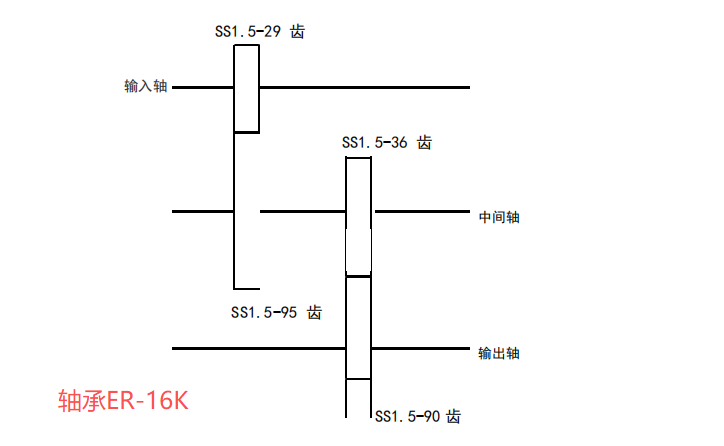 SS1.5-29 齿
输入轴
SS1.5-36 齿
中间轴
SS1.5-95 齿
输出轴
轴承ER-16K
SS1.5-90 齿